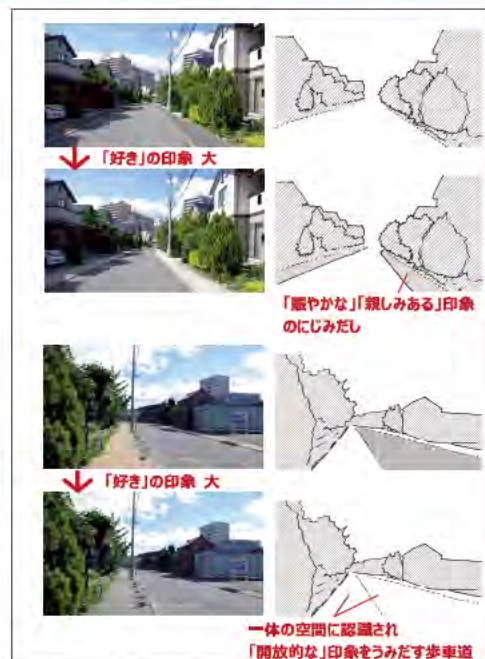 「好き」の印象 大
「賑やかな」「親しみある」印象
のにじみだし
「好き」の印象 大
一体の空間に認識され
「開放的な」印象をうみだす歩車道